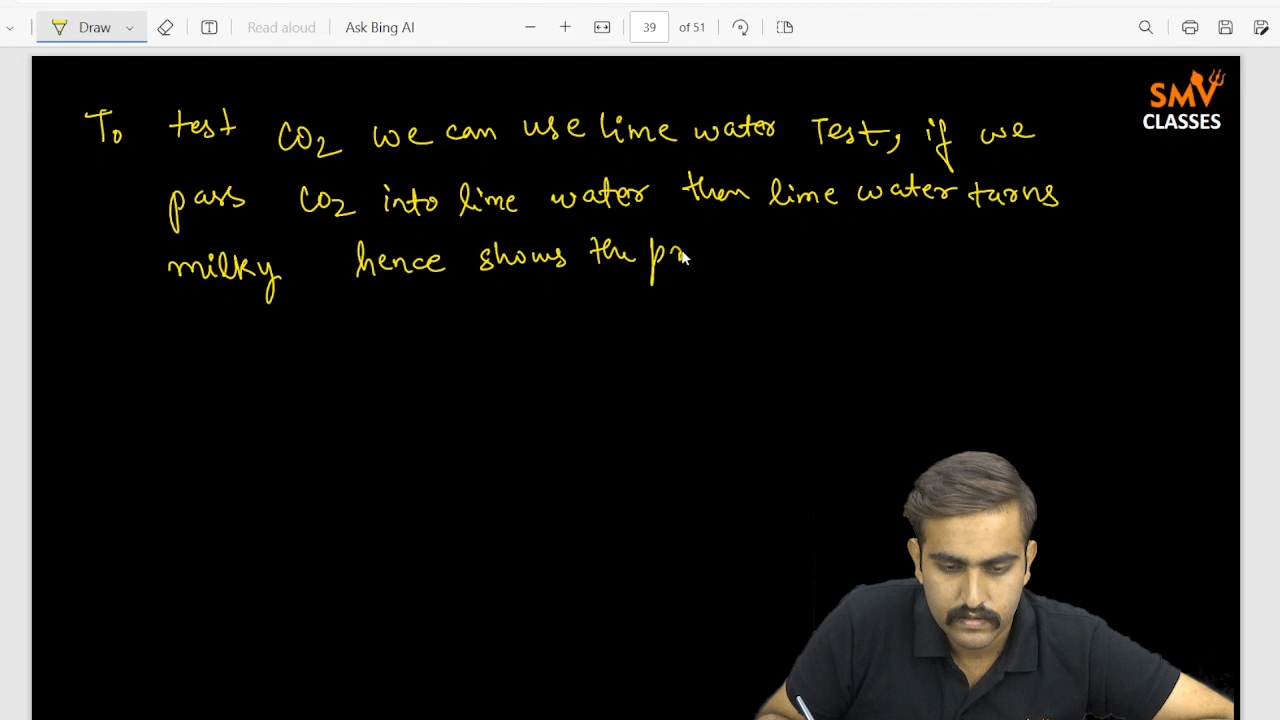 Draw
Read aloud
Ask Bing AI
39 of 51
SMV
CLASSES
To test CO2 we can use lime water Test, if we
pass CO2 into lime water then lime water turns
milky hence shows the pr